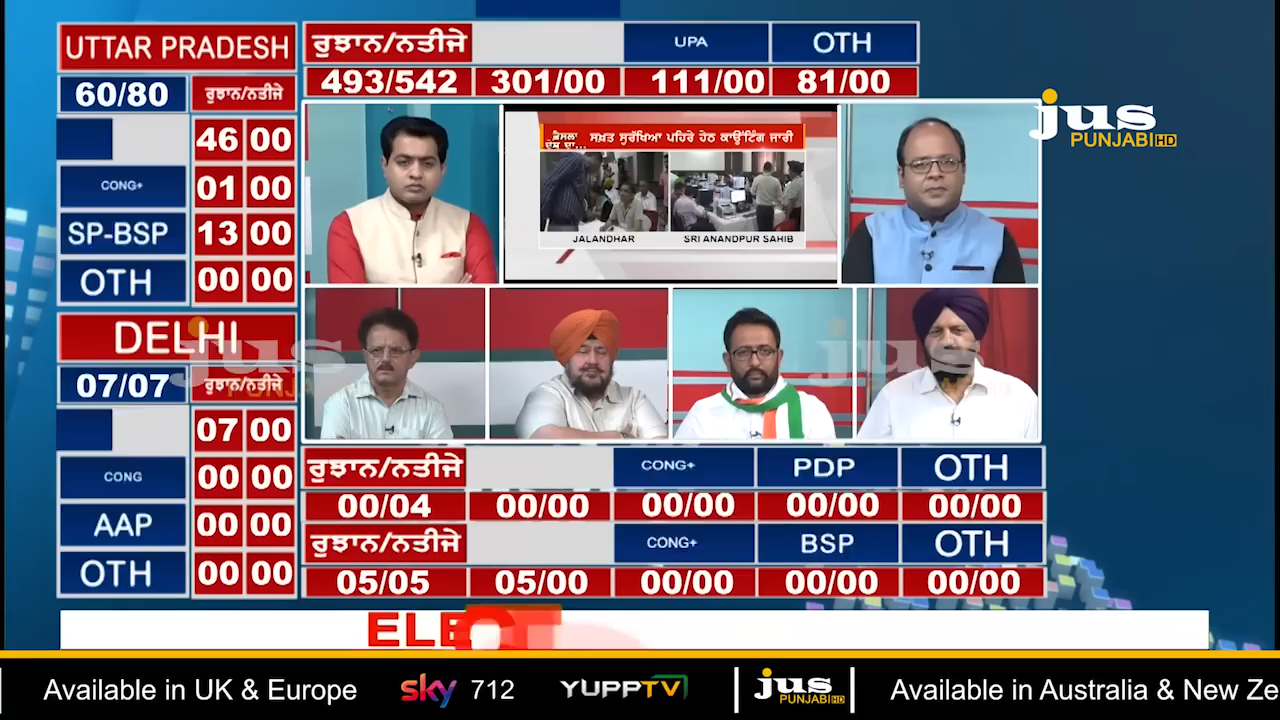 UTTAR PRADESH
60/80 ਰੁਝਾਨ/ਨਤੀਜੇ
46 00
CONG+ 01 00
SP-BSP 13 00
OTH 00 00
DELHI
07/07 ਰੁਝਾਨ/ਨਤੀਜੇ
07 00
CONG 00 00
AAP 00 00
OTH 00 00
ਰੁਝਾਨ/ਨਤੀਜੇ UPA OTH
493/542 301/00 111/00 81/00
ਫ਼ੈਸਲਾ
ਦੇਸ਼ ਦਾ...
ਸਖ਼ਤ ਸੁਰੱਖਿਆ ਪਹਿਰੇ ਹੇਠ ਕਾਉਂਟਿੰਗ ਜਾਰੀ
JALANDHAR SRI ANANDPUR SAHIB
jus
PUNJABI HD
jus
PUNJ
jus
ਰੁਝਾਨ/ਨਤੀਜੇ CONG+ PDP OTH
00/04 00/00 00/00 00/00 00/00
ਰੁਝਾਨ/ਨਤੀਜੇ CONG+ BSP OTH
05/05 05/00 00/00 00/00 00/00
ELECT
Available in UK & Europe sky 712 YUPPTV jus PUNJABI HD Available in Australia & New Ze